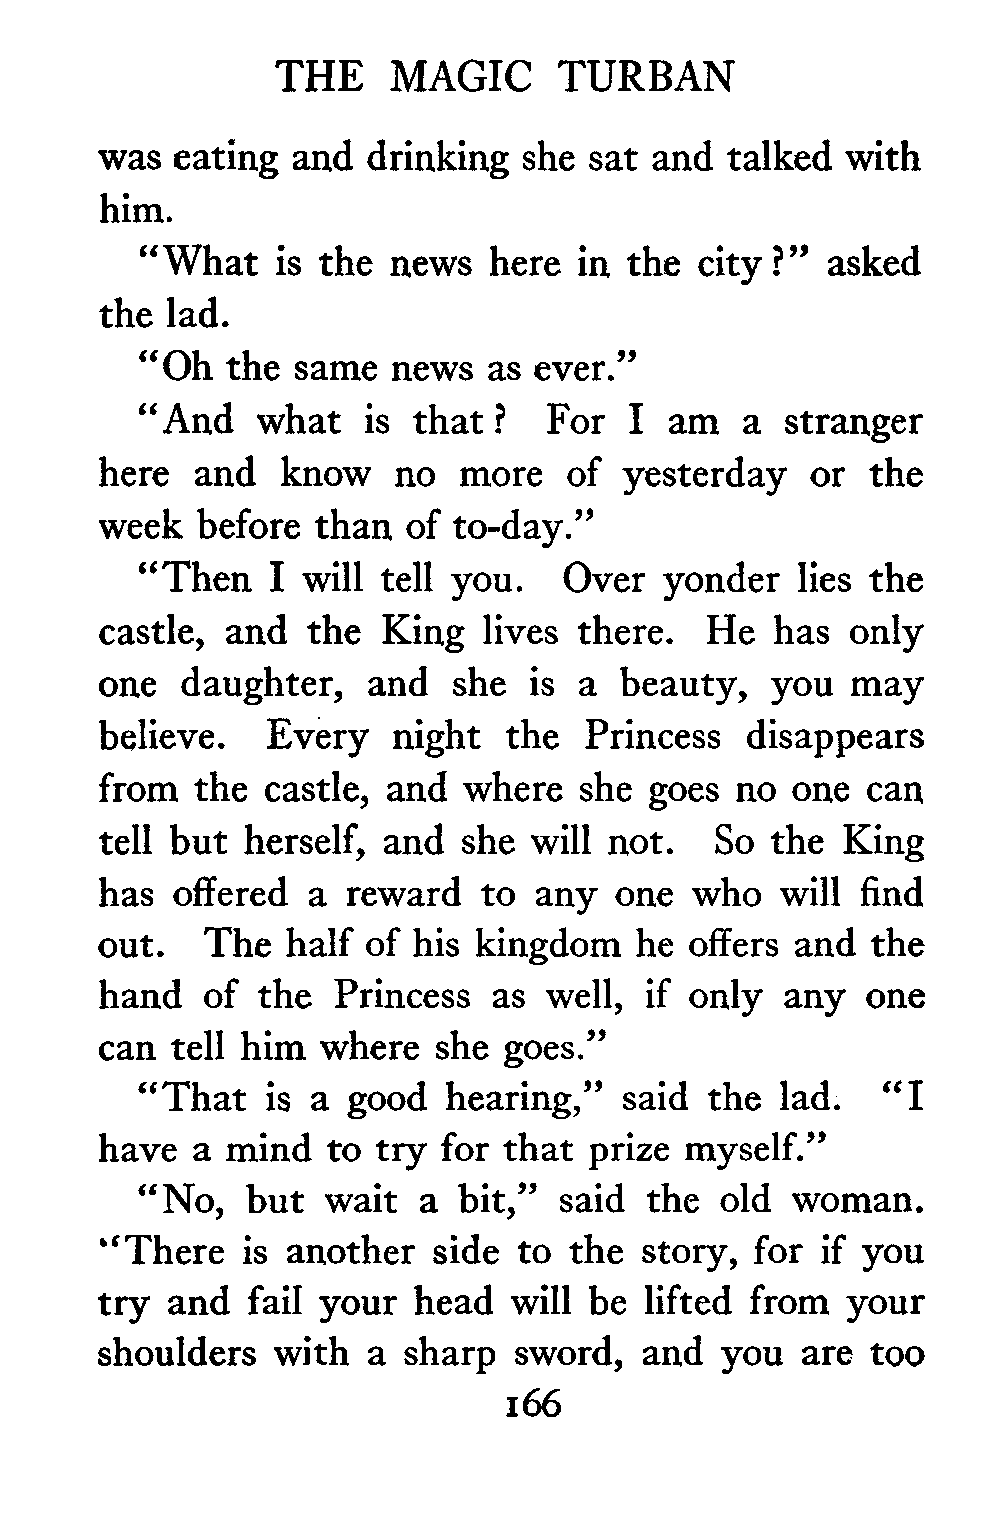 THE MAGIC TURBAN
was eating and drinking she sat and talked with
him.
“What is the news here in the city?” asked
the lad.
“Oh the same news as ever.”
“And what is that? For I am a stranger
here and know no more of yesterday or the
week before than of to-day.”
“Then I will tell you. Over yonder lies the
castle, and the King lives there. He has only
one daughter, and she is a beauty, you may
believe. Every night the Princess disappears
from the castle, and where she goes no one can
tell but herself, and she will not. So the King
has offered a reward to any one who will find
out. The half of his kingdom he offers and the
hand of the Princess as well, if only any one
can tell him where she goes.”
“That is a good hearing,” said the lad. “I
have a mind to try for that prize myself.”
“No, but wait a bit,” said the old woman.
“There is another side to the story, for if you
try and fail your head will be lifted from your
shoulders with a sharp sword, and you are too
166